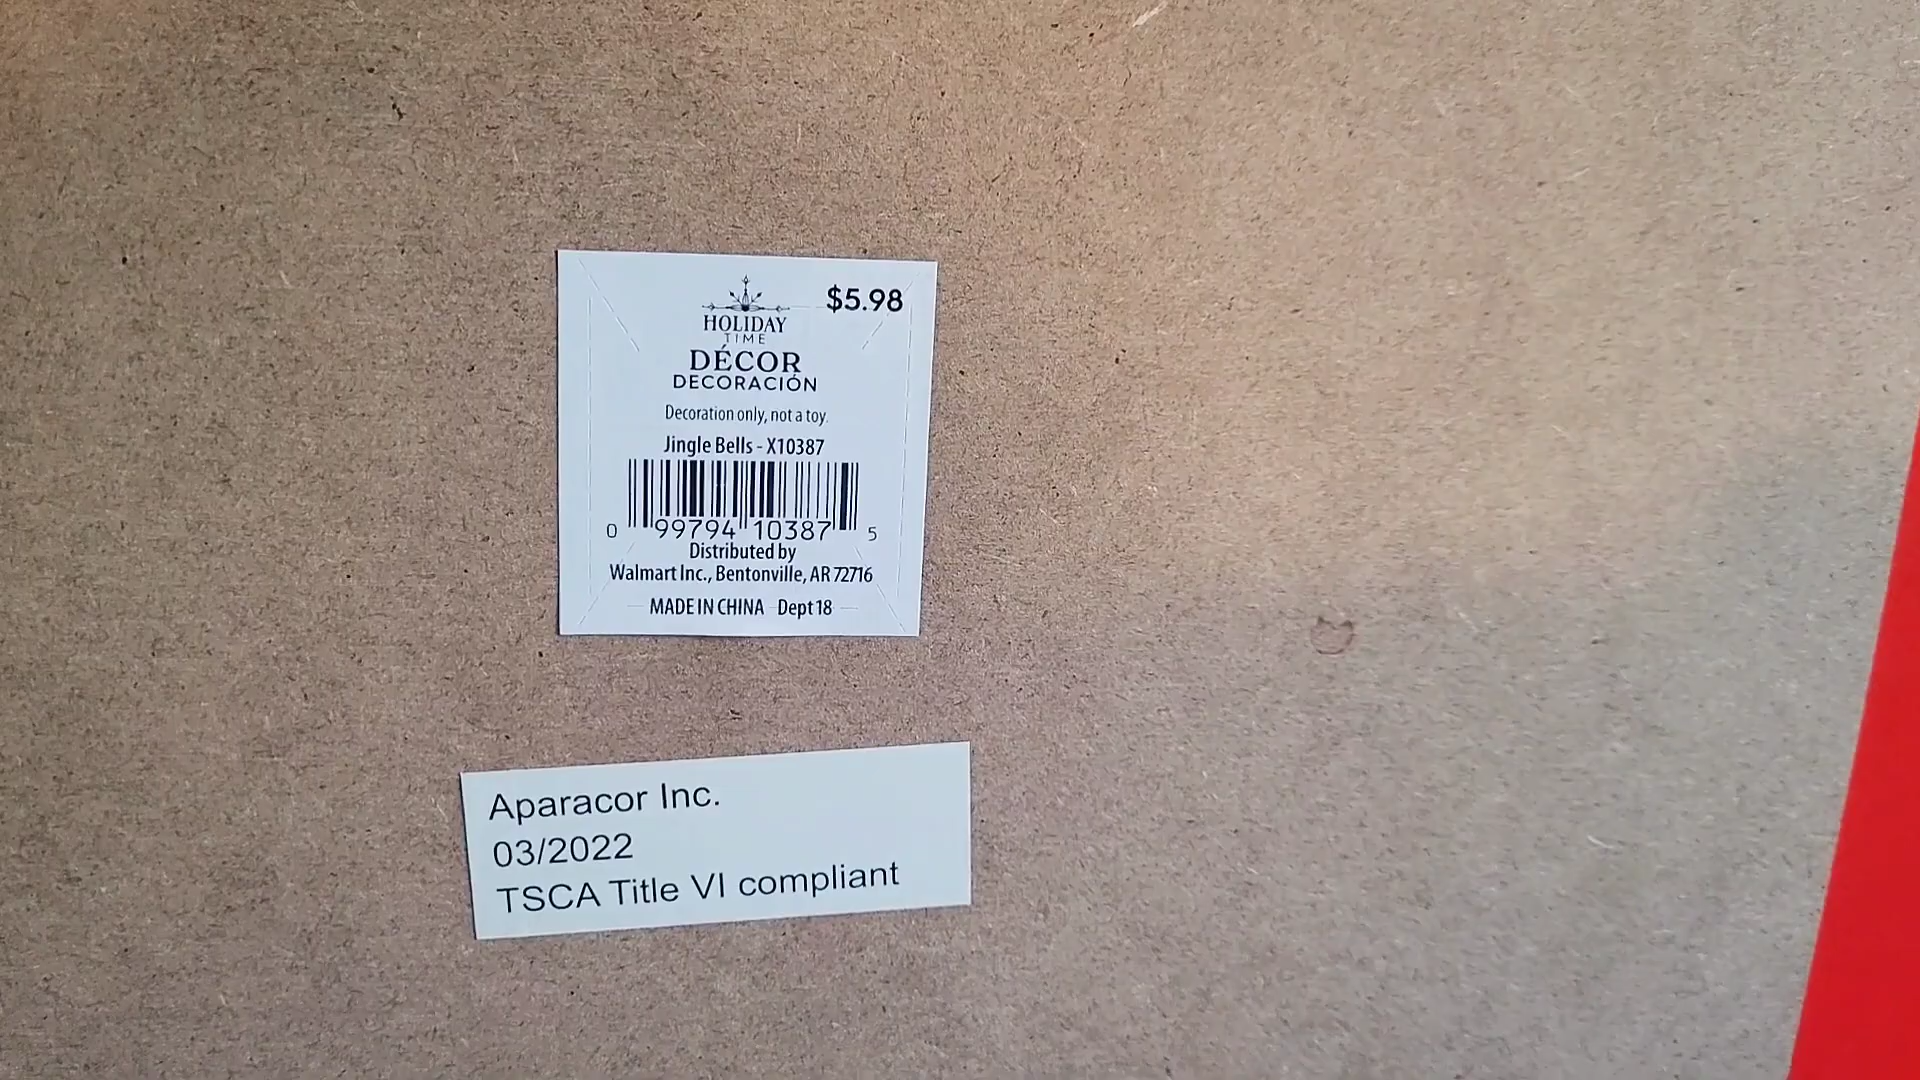 $5.98
HOLIDAY
TIME
DÉCOR
DECORACIÓN
Decoration only, not a toy.
Jingle Bells - X10387
0 99794 10387 5
Distributed by
Walmart Inc., Bentonville, AR 72716
MADE IN CHINA Dept 18
Aparacor Inc.
03/2022
TSCA Title VI compliant